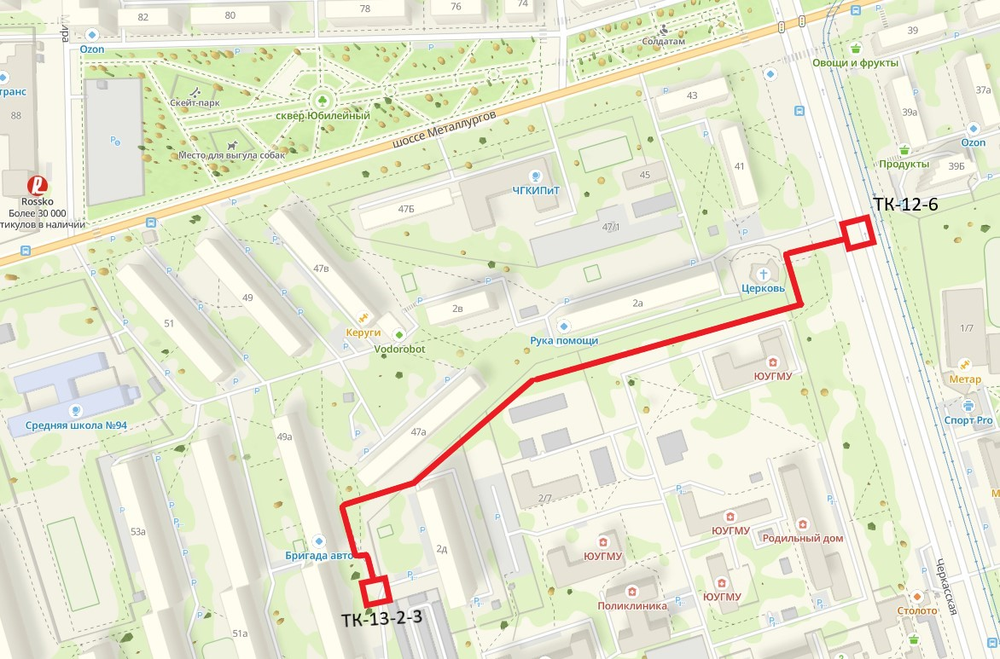 82
80
78
76
74
Мира
Ozon
Солдатам
39
Овощи и фрукты
транс
88
Скейт-парк
сквер Юбилейный
шоссе Металлургов
43
39а
37а
Ozon
Место для выгула собак
Продукты
39Б
41
45
ЧГКИПиТ
Rossko
Более 30 000
тикулов в наличии
47Б
47/1
ТК-12-6
47в
49
51
2в
2а
Церковь
Керуги
Vodorobot
Рука помощи
1/7
ЮУГМУ
Метар
Средняя школа №94
Спорт Pro
49а
47а
2/7
53а
2д
Бригада авто
ЮУГМУ
Родильный дом
ЮУГМУ
ЮУГМУ
Поликлиника
Черкасская
Столото
ТК-13-2-3
51а